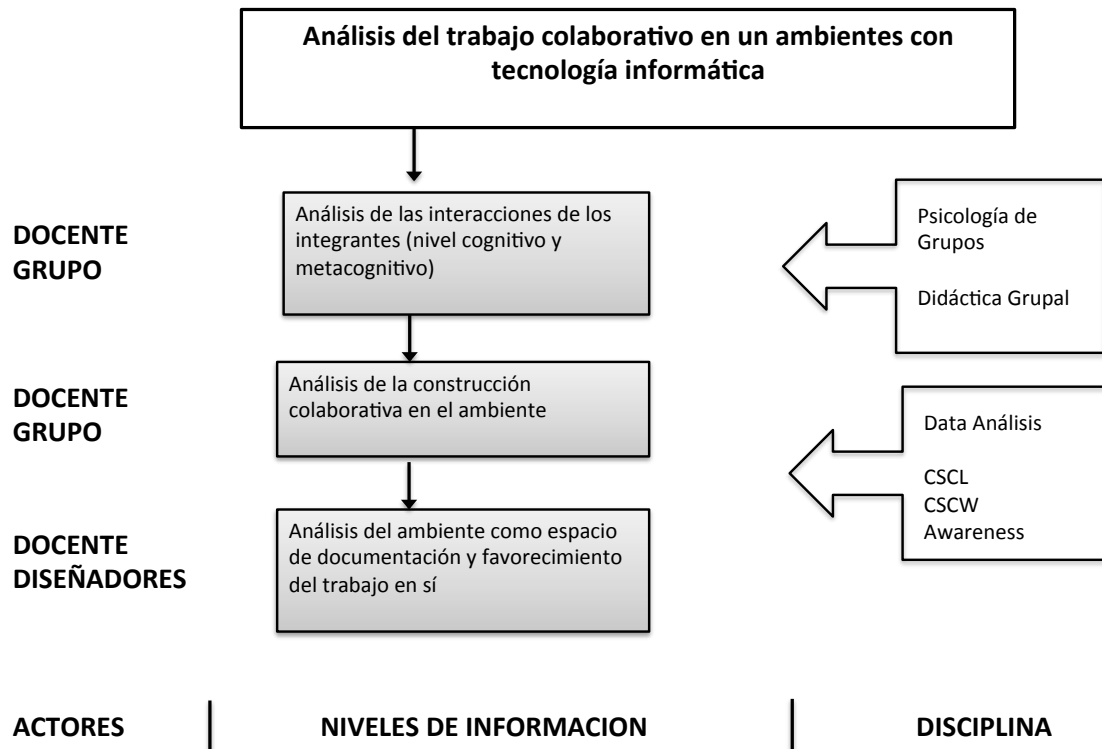 Análisis del trabajo colaborativo en un ambientes con
tecnología informática
DOCENTE
GRUPO
Análisis de las interacciones de los
integrantes (nivel cognitivo y
metacognitivo)
Psicología de
Grupos
Didáctica Grupal
DOCENTE
GRUPO
Análisis de la construcción
colaborativa en el ambiente
Data Análisis
CSCL
CSCW
Awareness
DOCENTE
DISEÑADORES
Análisis del ambiente como espacio
de documentación y favorecimiento
del trabajo en sí
ACTORES
NIVELES DE INFORMACION
DISCIPLINA